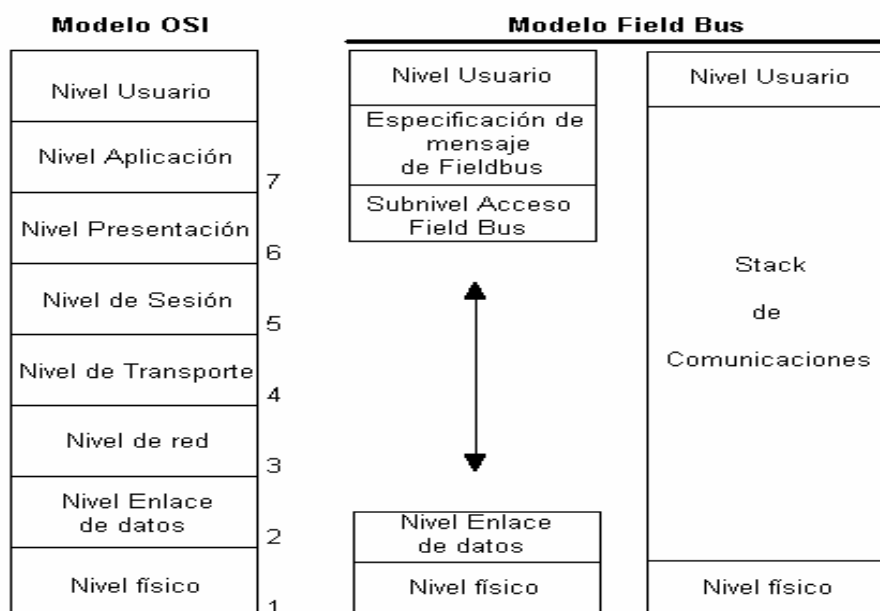 Modelo OSI
Nivel Usuario
Nivel Aplicación
7
Nivel Presentación
6
Nivel de Sesión
5
Nivel de Transporte
4
Nivel de red
3
Nivel Enlace
de datos
2
Nivel físico
1
Modelo Field Bus
Nivel Usuario
Especificación de
mensaje
de Fieldbus
Subnivel Acceso
Field Bus
Nivel Enlace
de datos
Nivel físico
Nivel Usuario
Stack
de
Comunicaciones
Nivel físico